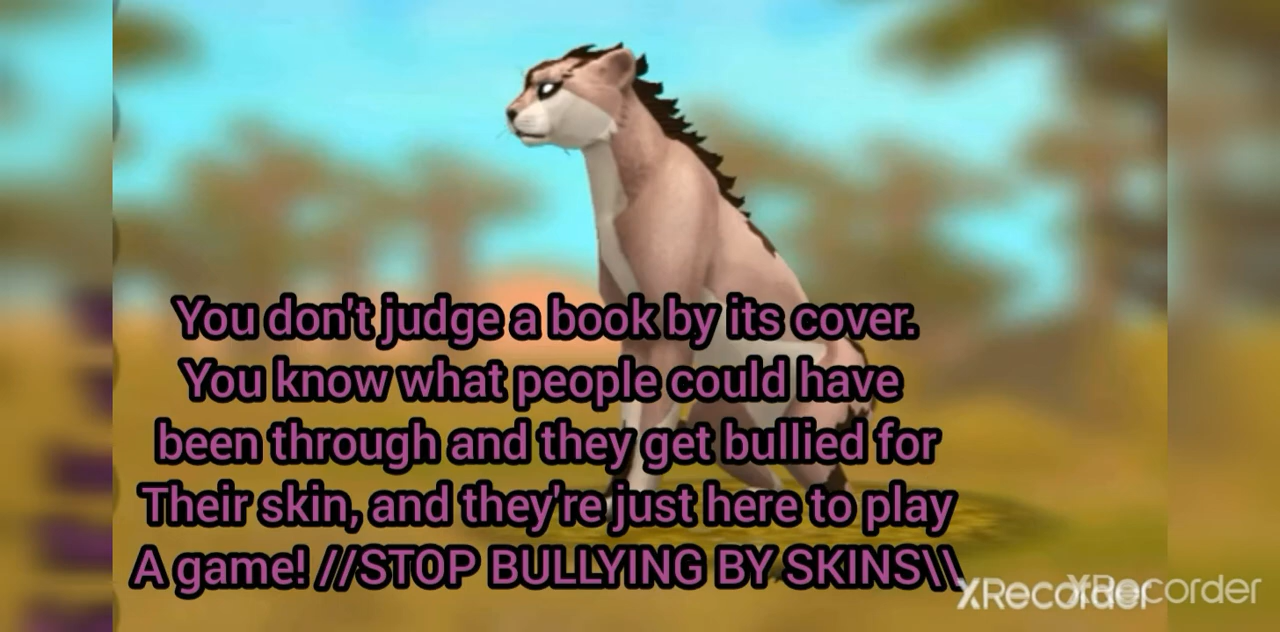 You don't judge a book by its cover.
You know what people could have
been through and they get bullied for
Their skin, and they're just here to play
A game! //STOP BULLYING BY SKINS\\
XRecorder
XRecorder